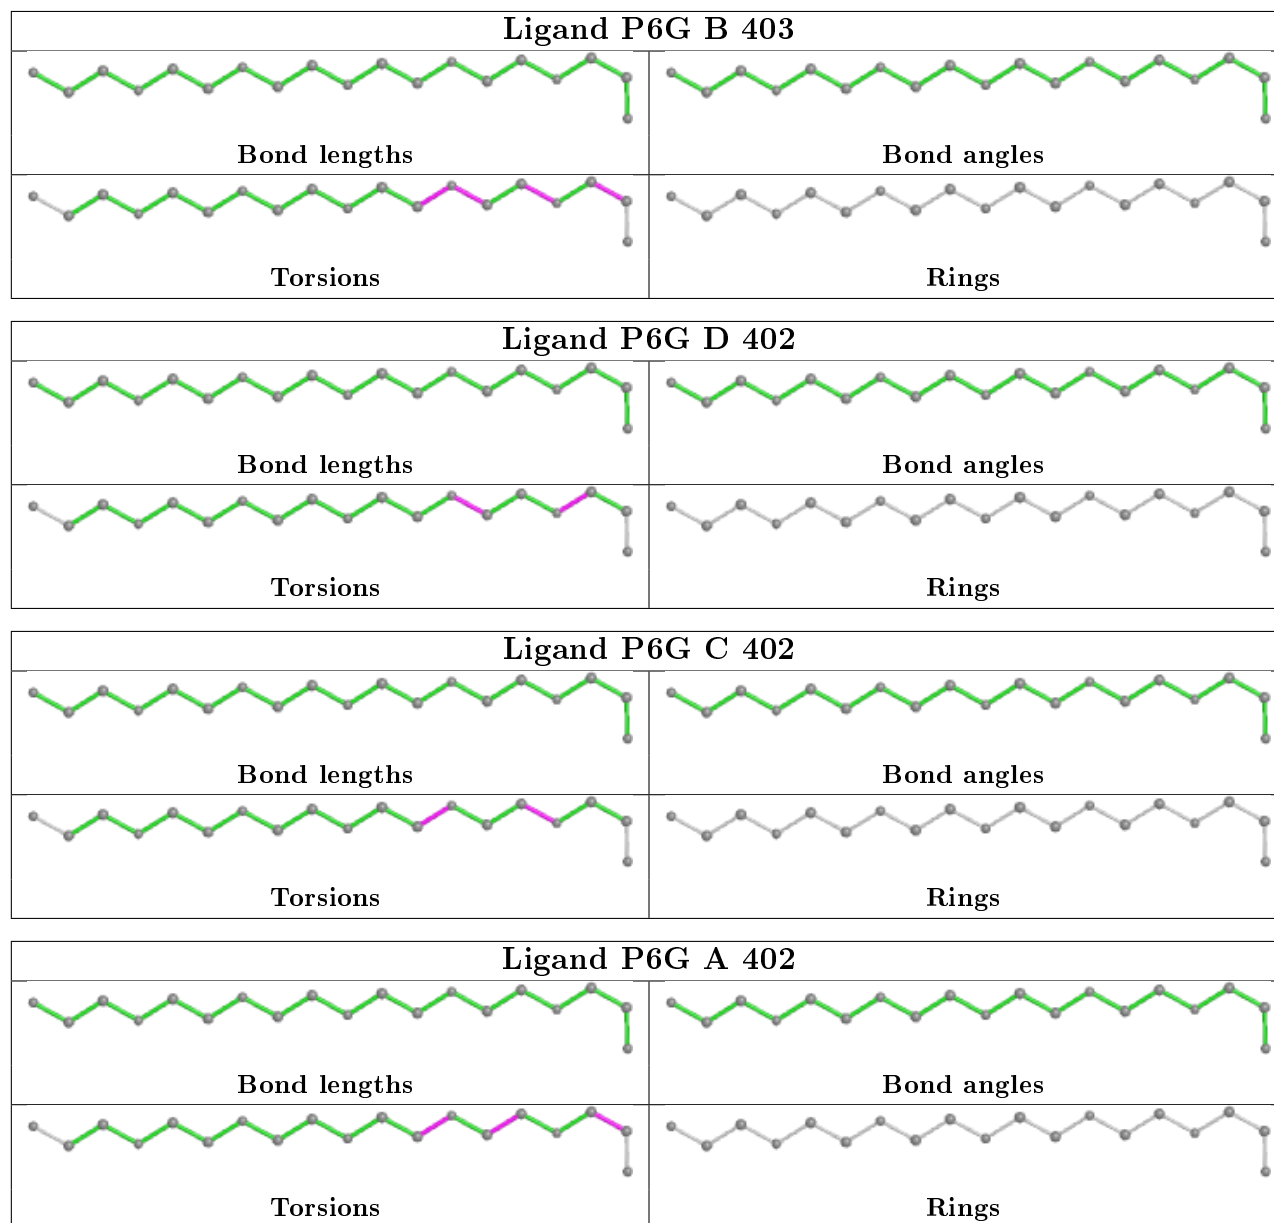 Ligand P6G B 403
Bond lengths
Bond angles
Torsions
Rings
Ligand P6G D 402
Bond lengths
Bond angles
Torsions
Rings
Ligand P6G C 402
Bond lengths
Bond angles
Torsions
Rings
Ligand P6G A 402
Bond lengths
Bond angles
Torsions
Rings